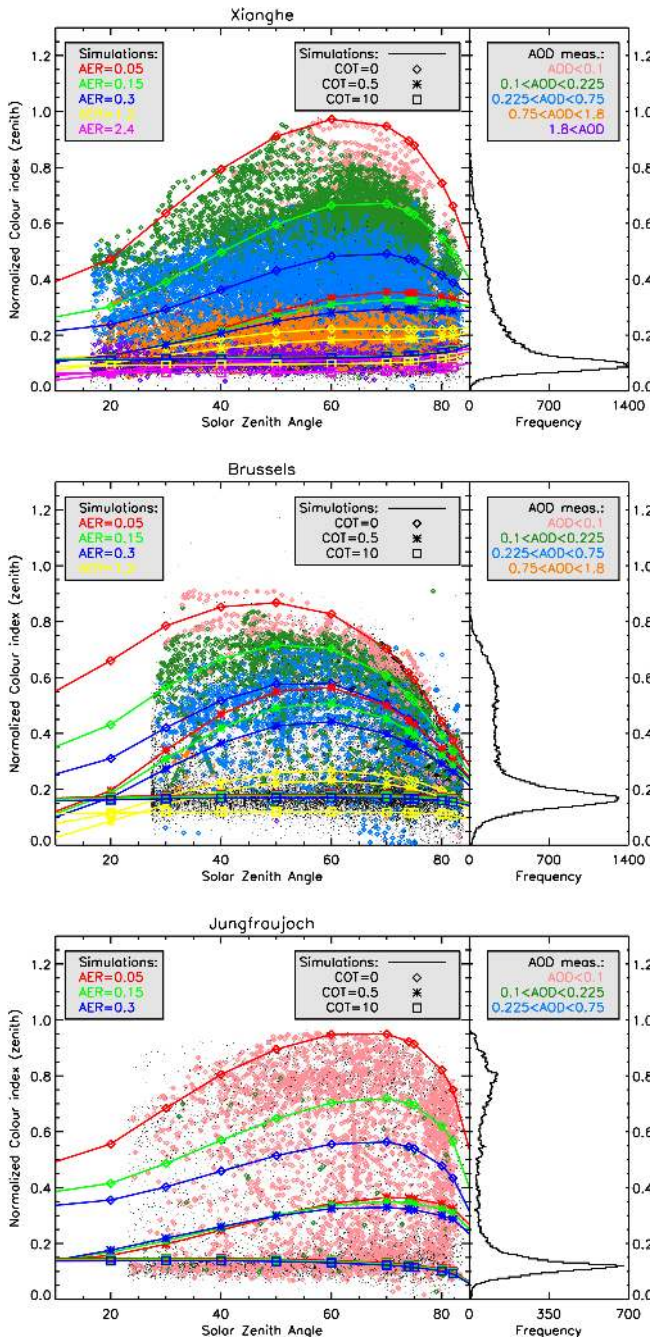 Xianghe
Normalized Colour index (zenith)
1.2
1.0
0.8
0.6
0.4
0.2
0.0
Simulations:
AER=0.05
AER=0.15
AER=0.3
AER=1.2
AER=2.4
Simulations:
COT=0
COT=0.5
COT=10
AOD meas.:
AOD<0.1
0.1<AOD<0.225
0.225<AOD<0.75
0.75<AOD<1.8
1.8<AOD
20 40 60 80
Solar Zenith Angle
0 700 1400
Frequency
Brussels
Normalized Colour index (zenith)
1.2
1.0
0.8
0.6
0.4
0.2
0.0
Simulations:
AER=0.05
AER=0.15
AER=0.3
AER=1.2
Simulations:
COT=0
COT=0.5
COT=10
AOD meas.:
AOD<0.1
0.1<AOD<0.225
0.225<AOD<0.75
0.75<AOD<1.8
20 40 60 80
Solar Zenith Angle
0 700 1400
Frequency
Jungfraujoch
Normalized Colour index (zenith)
1.2
1.0
0.8
0.6
0.4
0.2
0.0
Simulations:
AER=0.05
AER=0.15
AER=0.3
Simulations:
COT=0
COT=0.5
COT=10
AOD meas.:
AOD<0.1
0.1<AOD<0.225
0.225<AOD<0.75
20 40 60 80
Solar Zenith Angle
0 350 700
Frequency